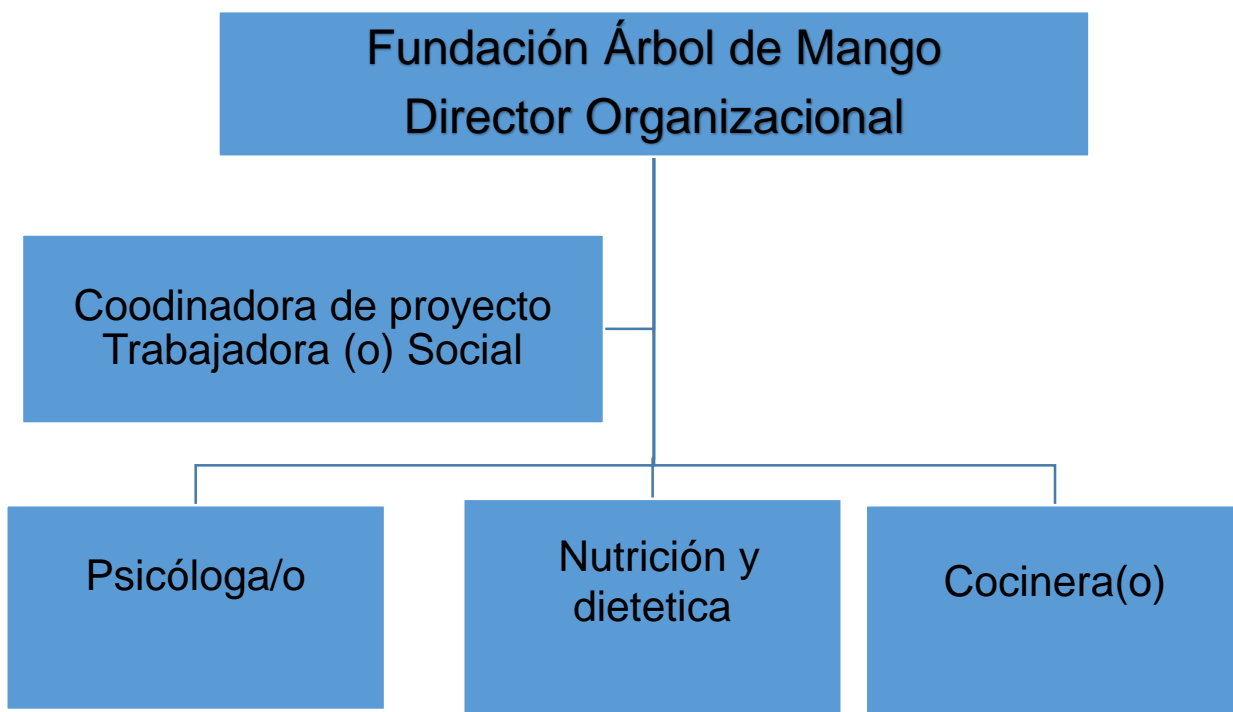 Fundación Árbol de Mango
Director Organizacional
Coodinadora de proyecto
Trabajadora (o) Social
Psicóloga/o
Nutrición y
dietetica
Cocinera(o)